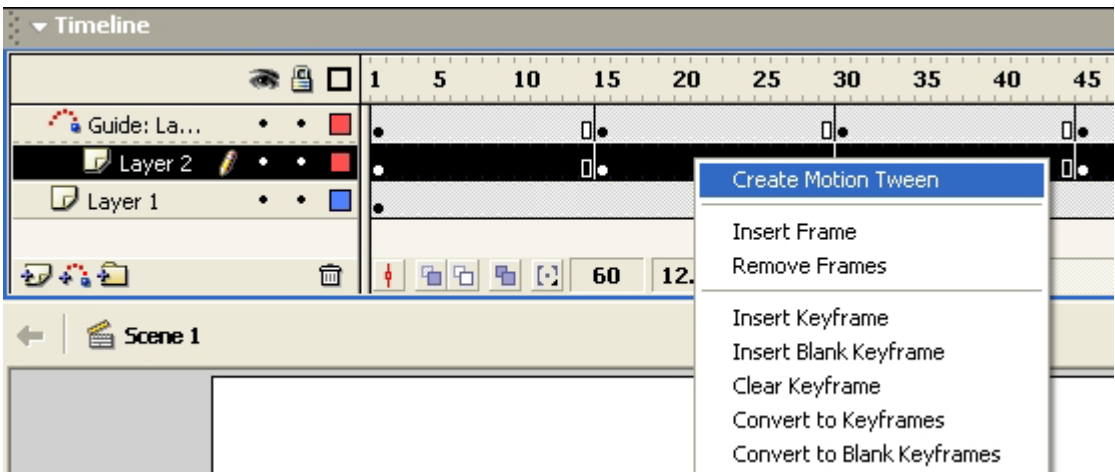 Timeline
1 5 10 15 20 25 30 35 40 45
Guide: La...
Layer 2
Layer 1
60 12.
Scene 1
Create Motion Tween
Insert Frame
Remove Frames
Insert Keyframe
Insert Blank Keyframe
Clear Keyframe
Convert to Keyframes
Convert to Blank Keyframes